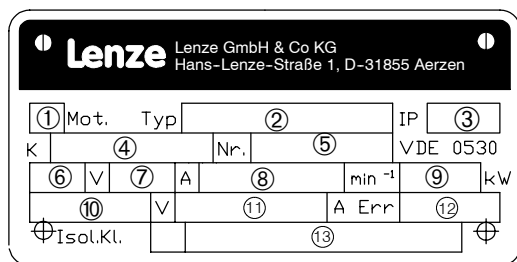 Lenze Lenze GmbH & Co KG
Hans-Lenze-Straße 1, D-31855 Aerzen
① Mot. Typ ② IP ③
K ④ Nr. ⑤ VDE 0530
⑥ V ⑦ A ⑧ min⁻¹ ⑨ kW
⑩ V ⑪ A Err ⑫
Isol.Kl. ⑬